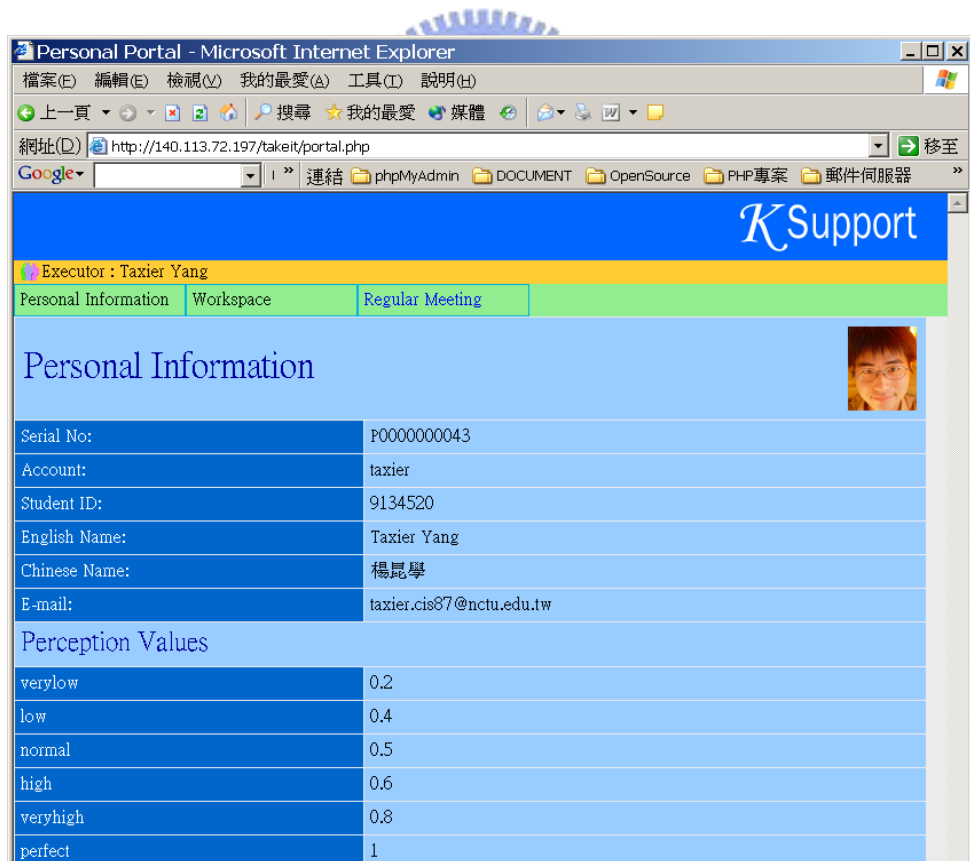 Personal Portal - Microsoft Internet Explorer
檔案(F) 編輯(E) 檢視(V) 我的最愛(A) 工具(T) 說明(H)
上一頁 搜尋 我的最愛 媒體
網址(D) http://140.113.72.197/takeit/portal.php 移至
Google 連結 phpMyAdmin DOCUMENT OpenSource PHP專案 郵件伺服器 »
K Support
Executor : Taxier Yang
Personal Information Workspace Regular Meeting
Personal Information
Serial No: P0000000043
Account: taxier
Student ID: 9134520
English Name: Taxier Yang
Chinese Name: 楊昆學
E-mail: taxier.cis87@nctu.edu.tw
Perception Values
verylow 0.2
low 0.4
normal 0.5
high 0.6
veryhigh 0.8
perfect 1